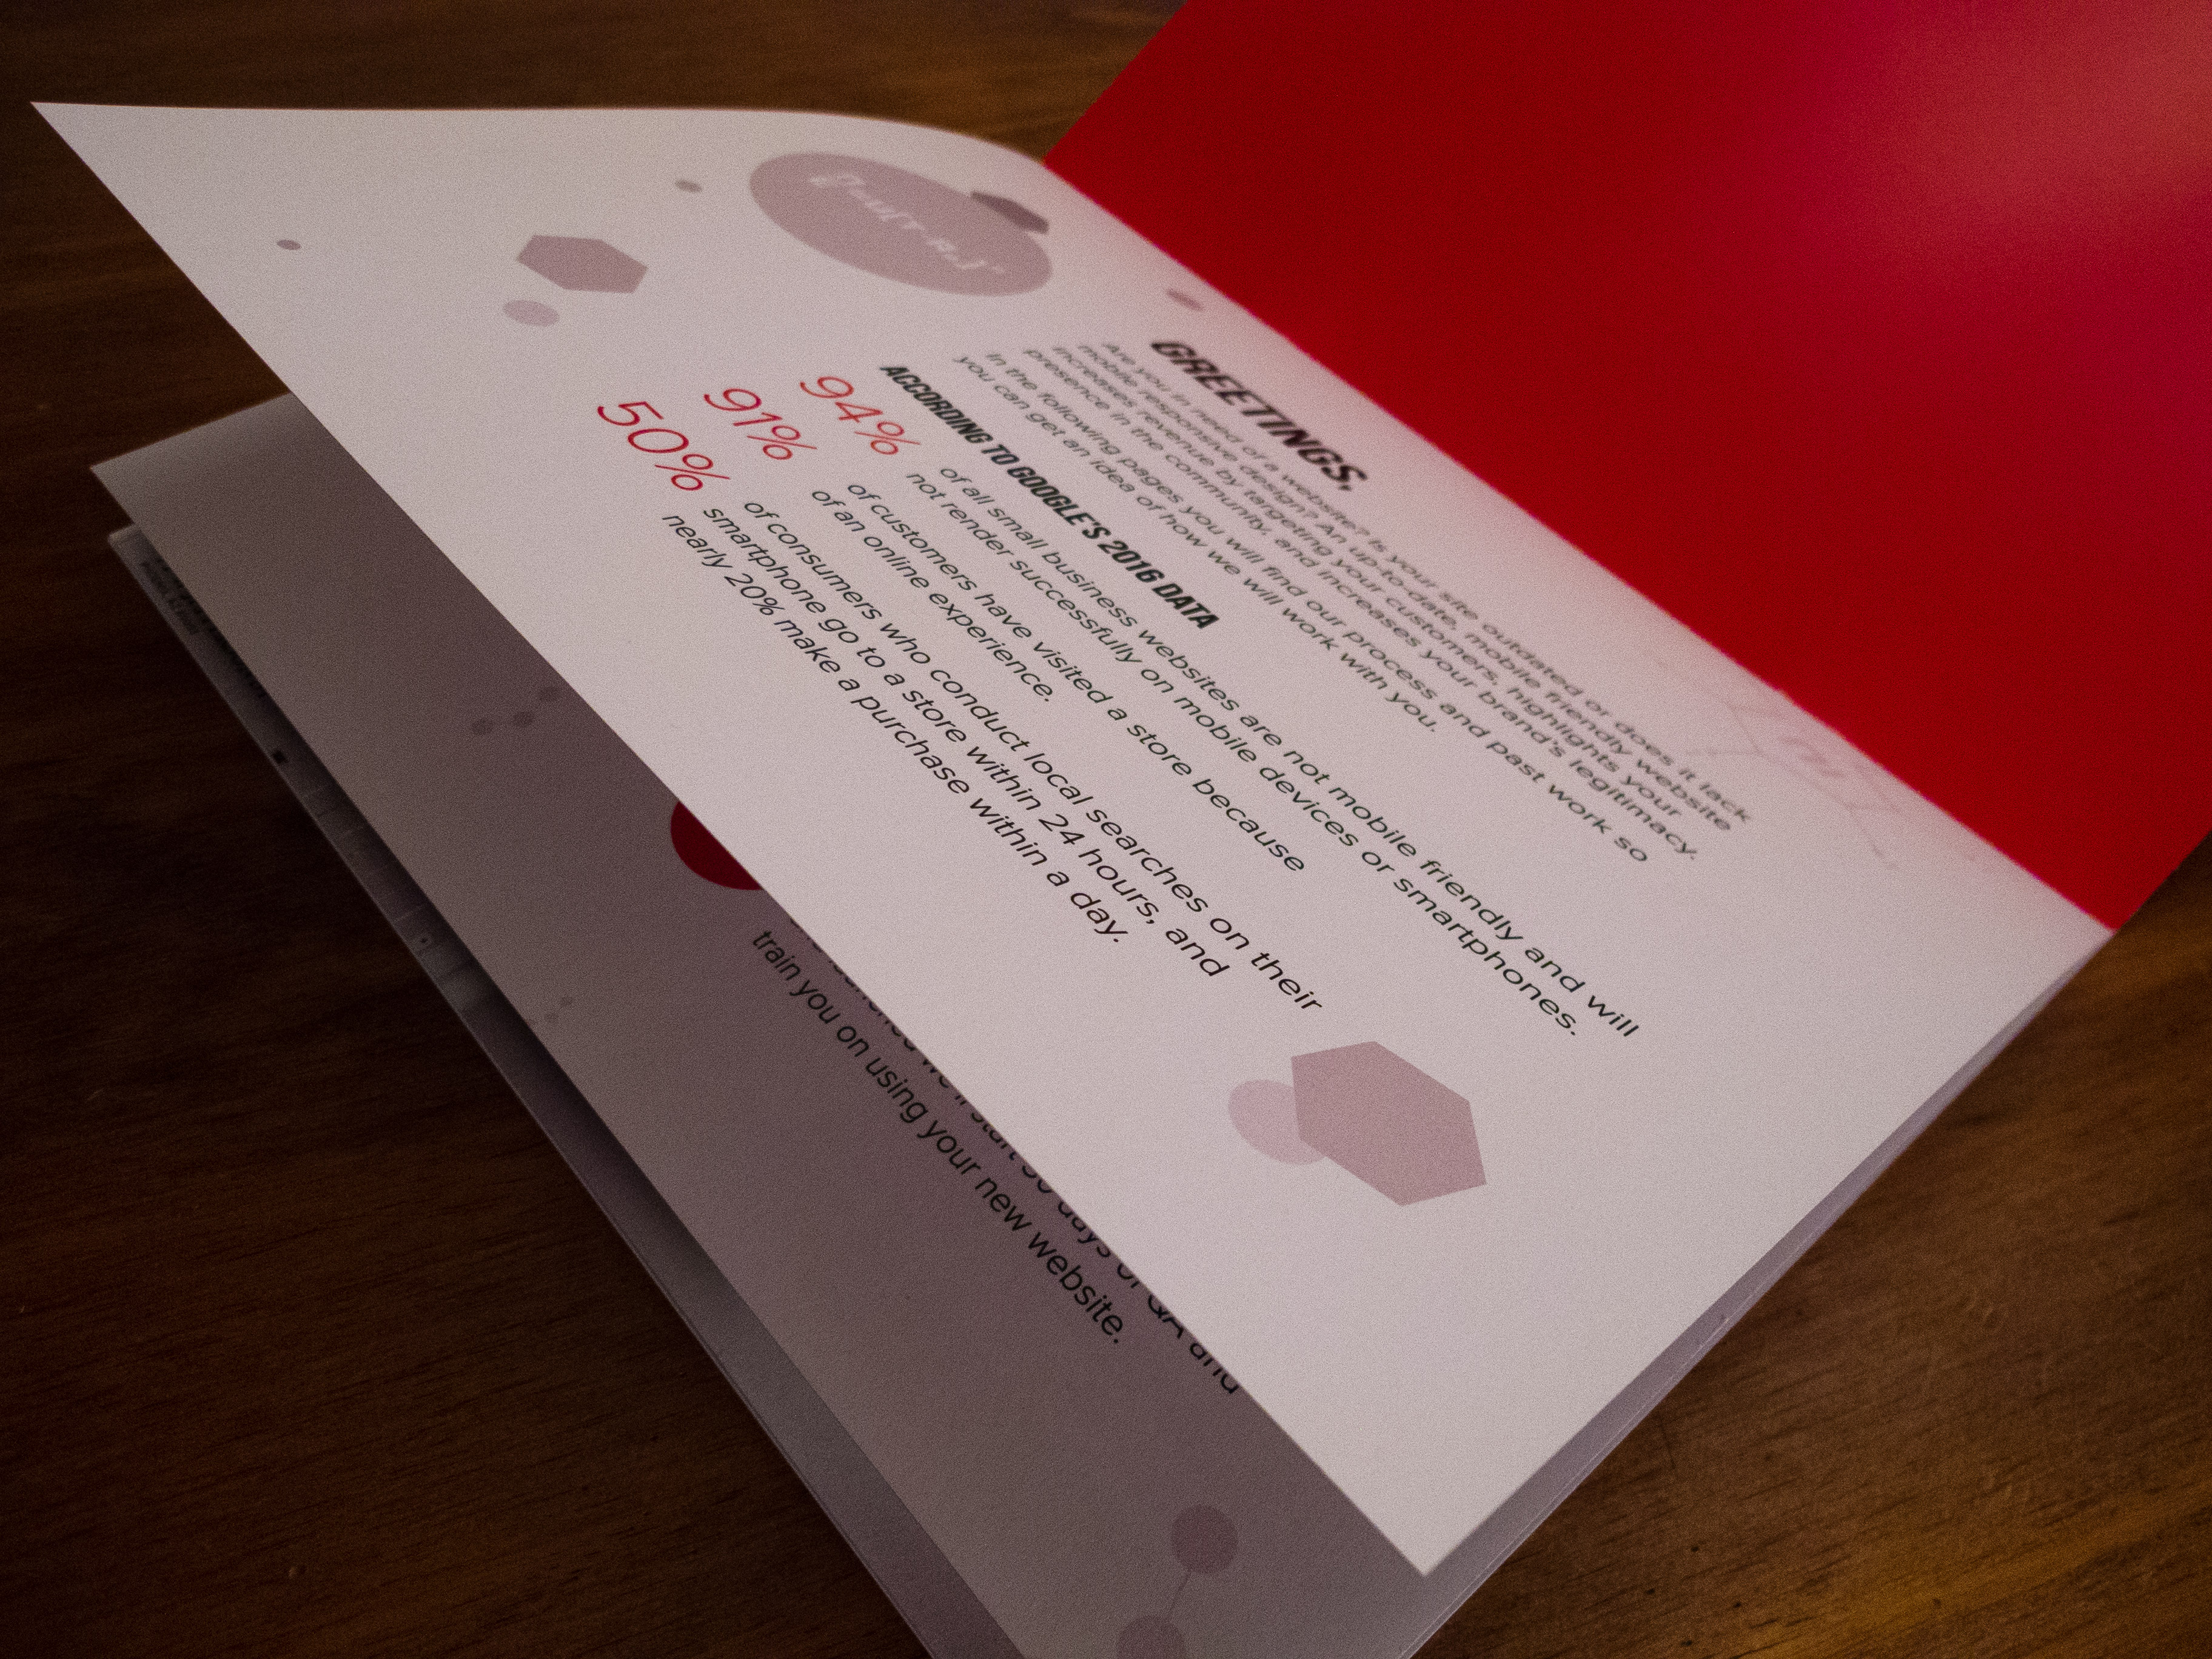 GREETINGS,
Are you in need of a website? Is your site outdated or does it lack
mobile responsive design? An up-to-date, mobile friendly website
increases revenue by targeting your customers, highlights your
presence in the community, and increases your brand's legitimacy.
In the following pages you will find our process and past work so
you can get an idea of how we will work with you.
ACCORDING TO GOOGLE'S 2016 DATA
94%
of all small business websites are not mobile friendly and will
not render successfully on mobile devices or smartphones.
91%
of customers have visited a store because
of an online experience.
50%
of consumers who conduct local searches on their
smartphone go to a store within 24 hours, and
nearly 20% make a purchase within a day.
we'll start 30 days of QA and
train you on using your new website.